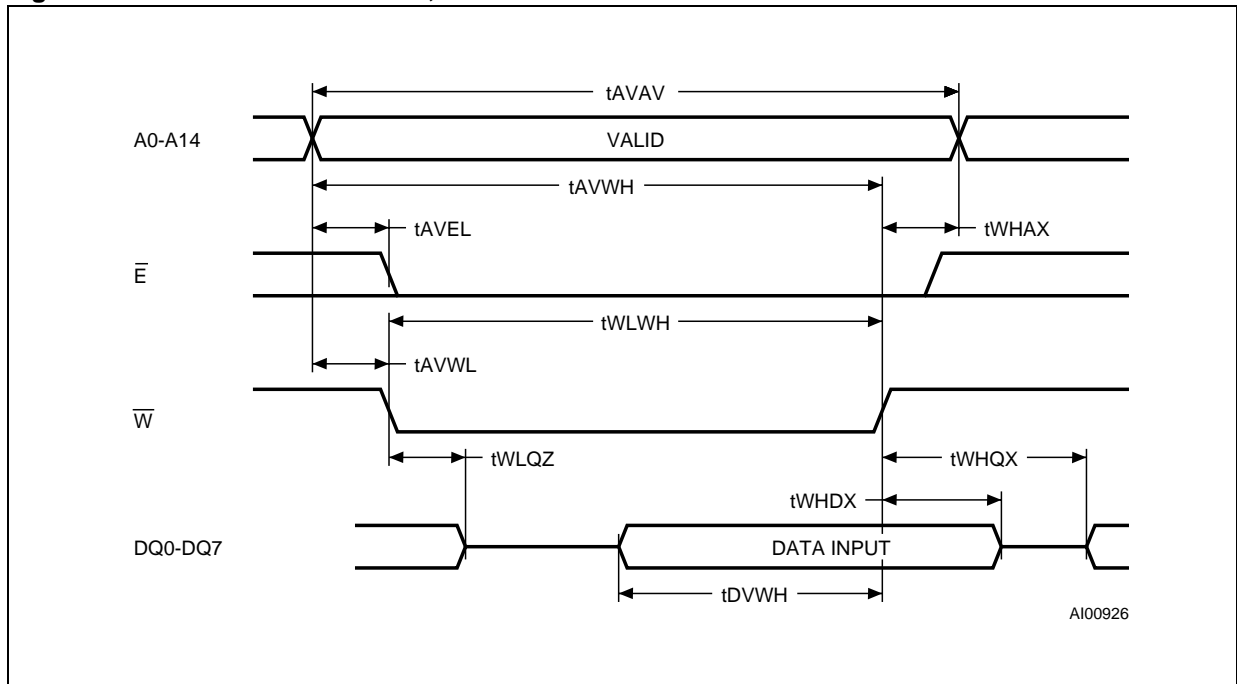 tAVAV
A0-A14
VALID
tAVWH
tAVEL
tWHAX
E̅
tWLWH
tAVWL
W̅
tWLQZ
tWHQX
tWHDX
DQ0-DQ7
DATA INPUT
tDVWH
AI00926